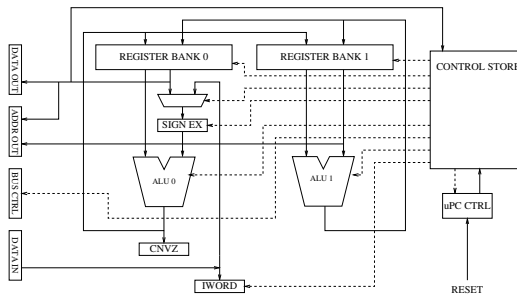 DATA OUT
ADDR OUT
BUS CTRL
DATA IN
REGISTER BANK 0
REGISTER BANK 1
CONTROL STORE
SIGN EX
ALU 0
ALU 1
uPC CTRL
CNVZ
IWORD
RESET